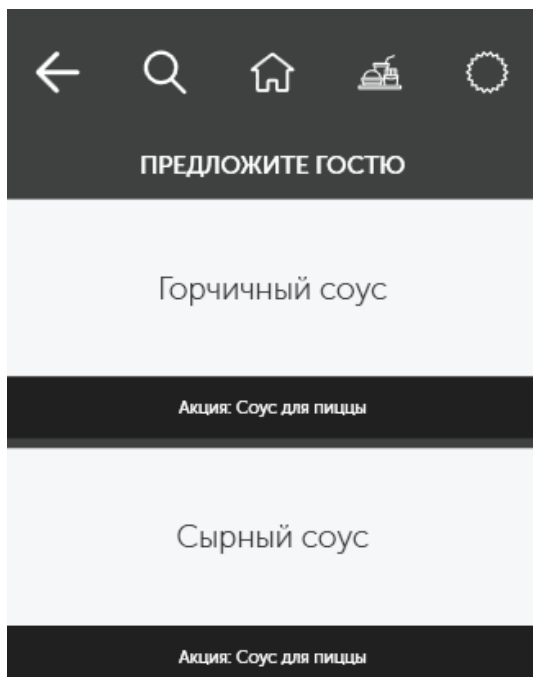 ПРЕДЛОЖИТЕ ГОСТЮ
Горчичный соус
Акция: Соус для пиццы
Сырный соус
Акция: Соус для пиццы